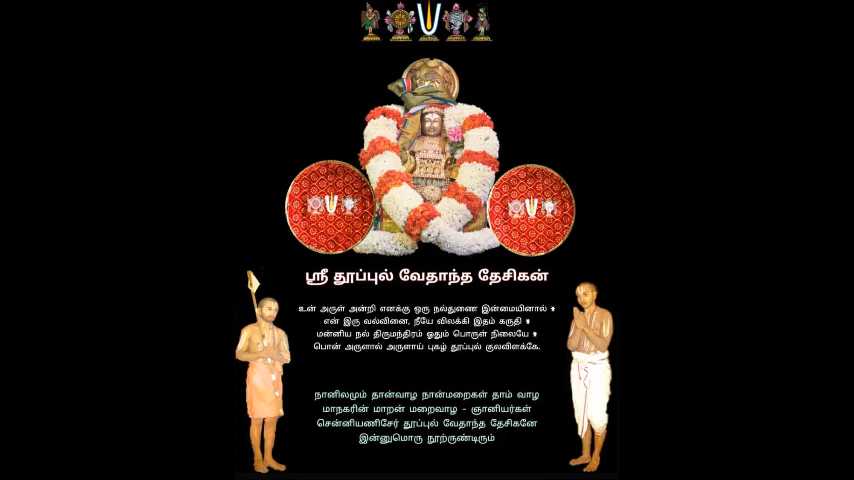 ஸ்ரீ தூப்புல் வேதாந்த தேசிகன்
உன் அருள் அன்றி எனக்கு ஒரு நல்துணை இன்மையினால் *
என் இரு வல்வினை, நீயே விலக்கி இதம் கருதி *
மன்னிய நல் திருமந்திரம் ஓதும் பொருள் நிலையே *
பொன் அருளால் அருளாய் புகழ் தூப்புல் குலவிளக்கே.
நானிலமும் தான்வாழ நான்மறைகள் தாம் வாழ
மாநகரின் மாறன் மறைவாழ - ஞானியர்கள்
சென்னியணிசேர் தூப்புல் வேதாந்த தேசிகனே
இன்னுமொரு நூற்ருண்டிரும்